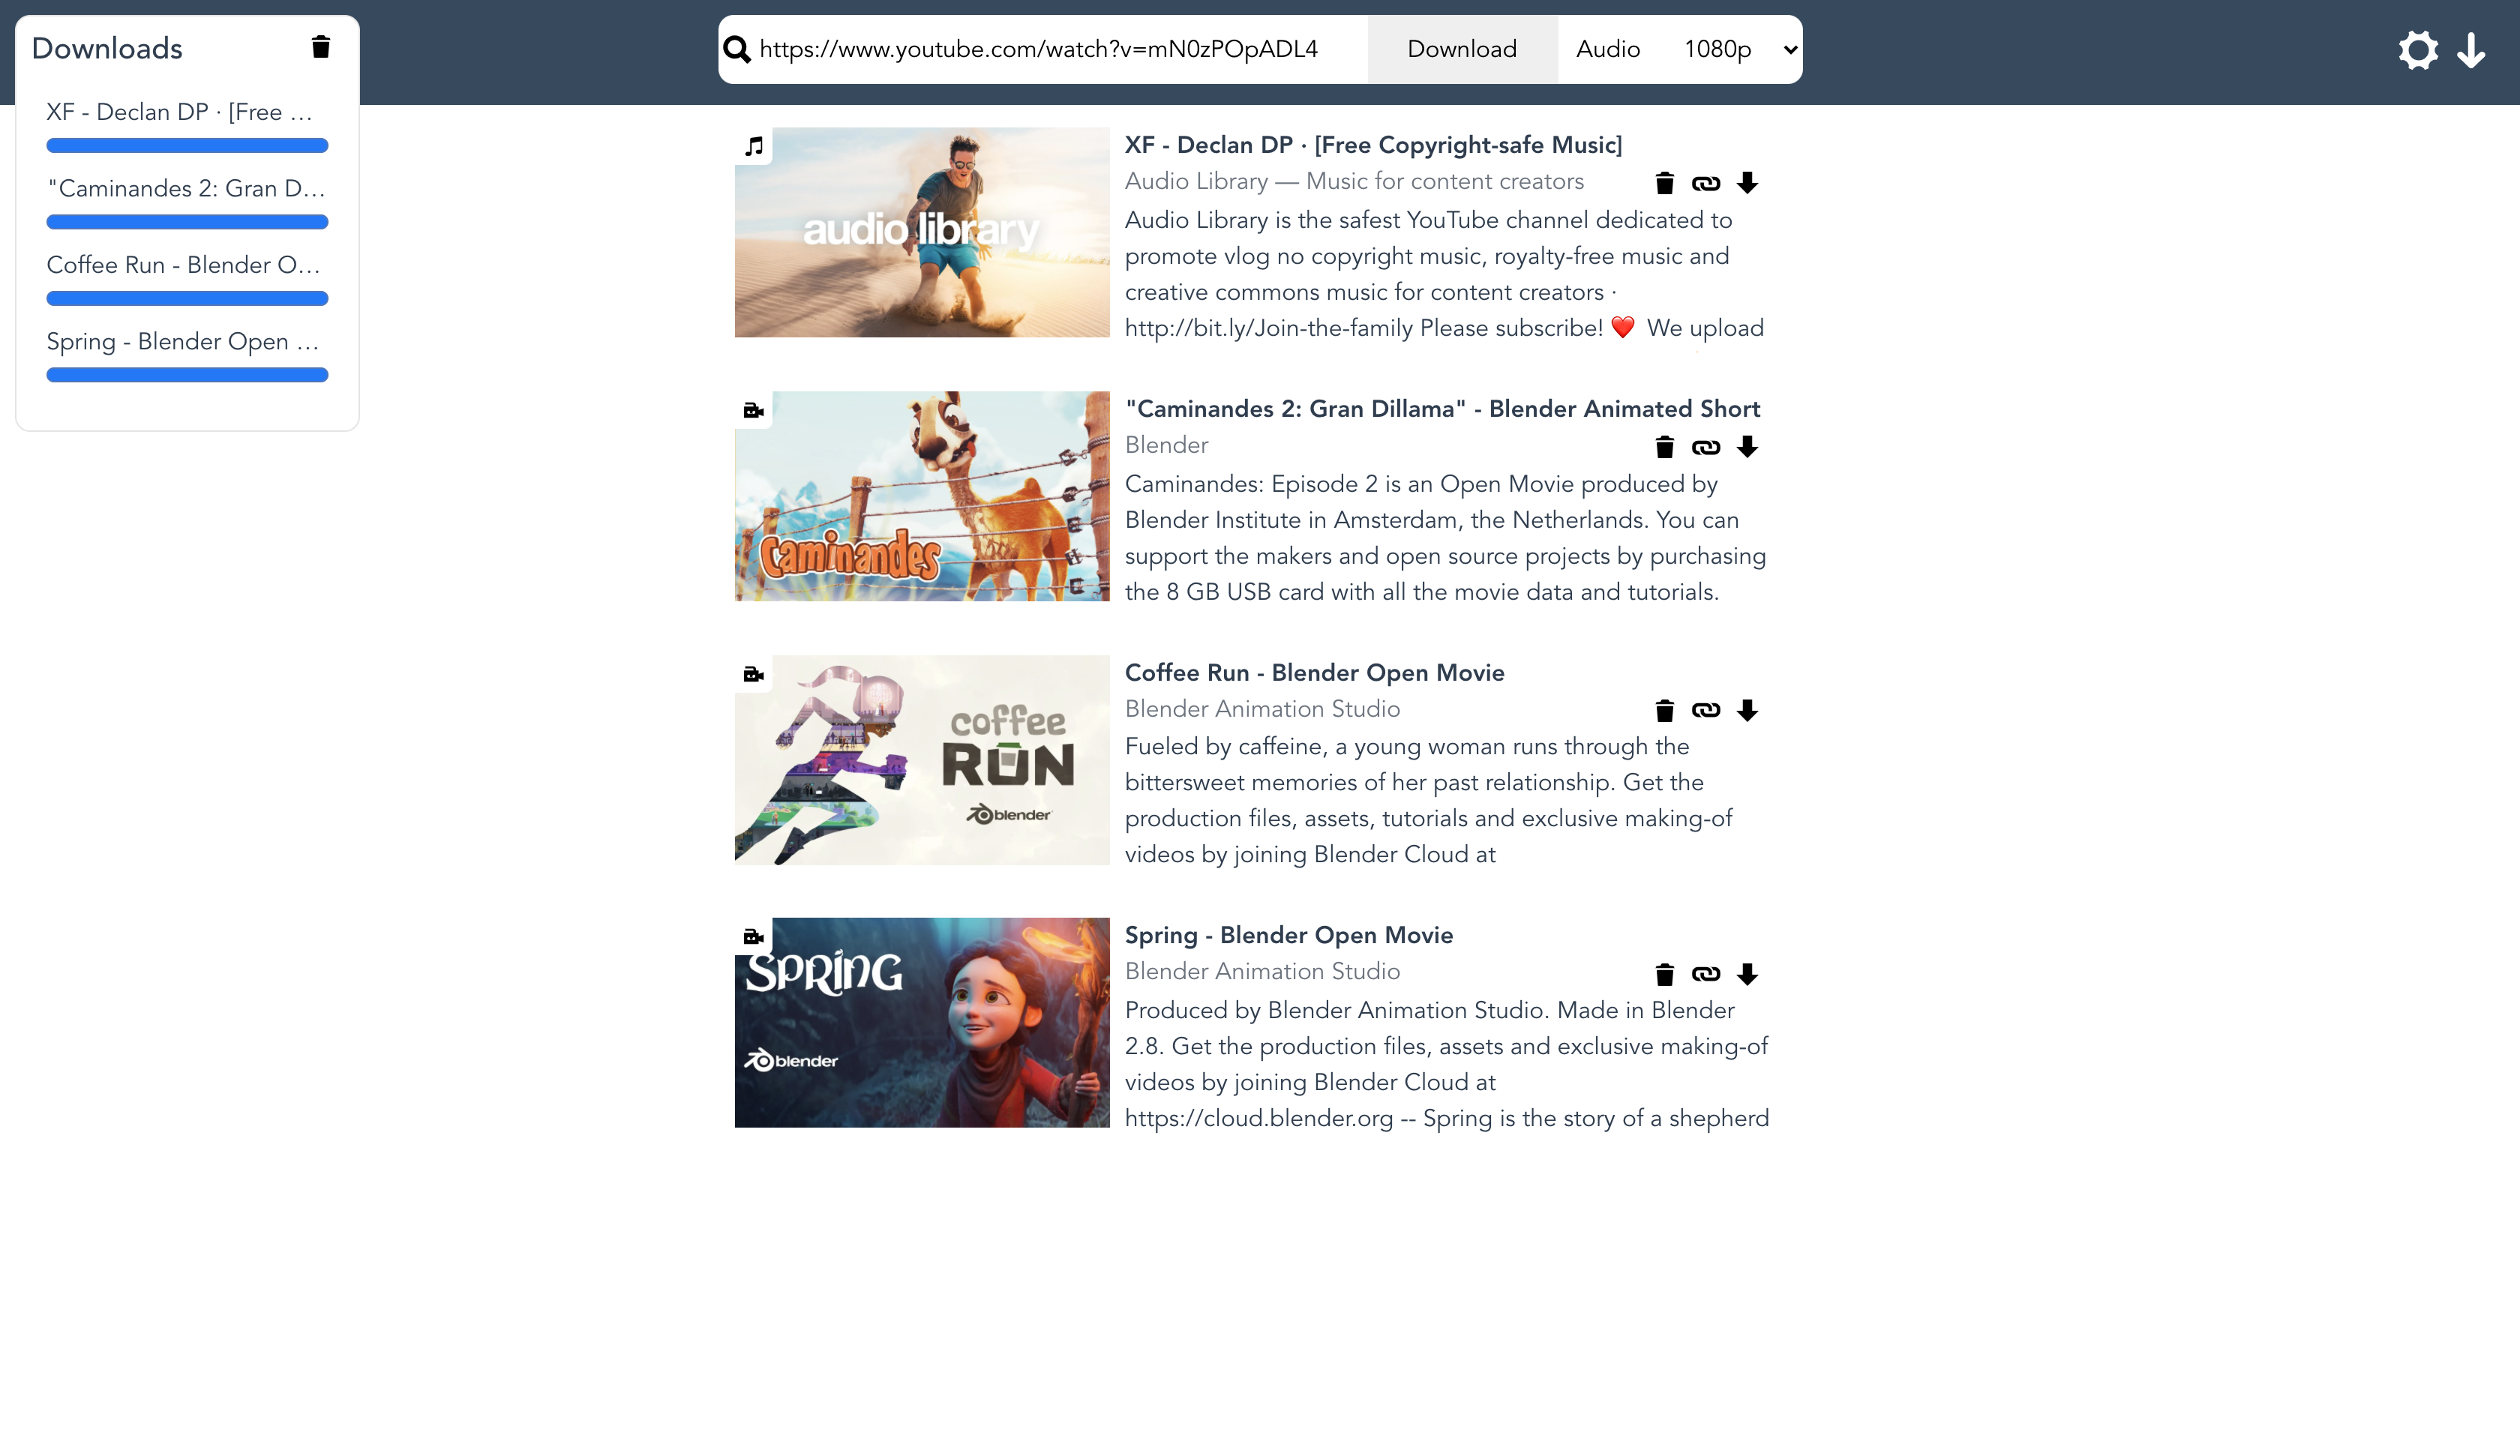 Downloads
XF - Declan DP · [Free ...
"Caminandes 2: Gran D...
Coffee Run - Blender O...
Spring - Blender Open ...
https://www.youtube.com/watch?v=mN0zPOpADL4
Download
Audio
1080p
audio library
XF - Declan DP · [Free Copyright-safe Music]
Audio Library — Music for content creators
Audio Library is the safest YouTube channel dedicated to
promote vlog no copyright music, royalty-free music and
creative commons music for content creators ·
http://bit.ly/Join-the-family Please subscribe! ❤️ We upload
Caminandes
"Caminandes 2: Gran Dillama" - Blender Animated Short
Blender
Caminandes: Episode 2 is an Open Movie produced by
Blender Institute in Amsterdam, the Netherlands. You can
support the makers and open source projects by purchasing
the 8 GB USB card with all the movie data and tutorials.
coffee
RUN
blender
Coffee Run - Blender Open Movie
Blender Animation Studio
Fueled by caffeine, a young woman runs through the
bittersweet memories of her past relationship. Get the
production files, assets, tutorials and exclusive making-of
videos by joining Blender Cloud at
SPRING
blender
Spring - Blender Open Movie
Blender Animation Studio
Produced by Blender Animation Studio. Made in Blender
2.8. Get the production files, assets and exclusive making-of
videos by joining Blender Cloud at
https://cloud.blender.org -- Spring is the story of a shepherd